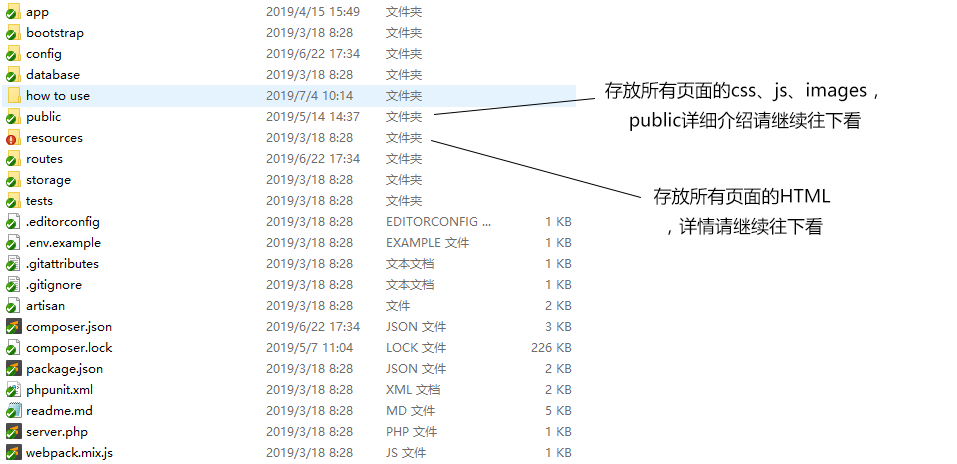 app 2019/4/15 15:49 文件夹
bootstrap 2019/3/18 8:28 文件夹
config 2019/6/22 17:34 文件夹
database 2019/3/18 8:28 文件夹
how to use 2019/7/4 10:14 文件夹
public 2019/5/14 14:37 文件夹
resources 2019/3/18 8:28 文件夹
routes 2019/6/22 17:34 文件夹
storage 2019/3/18 8:28 文件夹
tests 2019/3/18 8:28 文件夹
.editorconfig 2019/3/18 8:28 EDITORCONFIG ... 1 KB
.env.example 2019/3/18 8:28 EXAMPLE 文件 1 KB
.gitattributes 2019/3/18 8:28 文本文档 1 KB
.gitignore 2019/3/18 8:28 文本文档 1 KB
artisan 2019/3/18 8:28 文件 2 KB
composer.json 2019/6/22 17:34 JSON 文件 3 KB
composer.lock 2019/5/7 11:04 LOCK 文件 226 KB
package.json 2019/3/18 8:28 JSON 文件 2 KB
phpunit.xml 2019/3/18 8:28 XML 文档 2 KB
readme.md 2019/3/18 8:28 MD 文件 5 KB
server.php 2019/3/18 8:28 PHP 文件 1 KB
webpack.mix.js 2019/3/18 8:28 JS 文件 1 KB
存放所有页面的css、js、images，
public详细介绍请继续往下看
存放所有页面的HTML
，详情请继续往下看